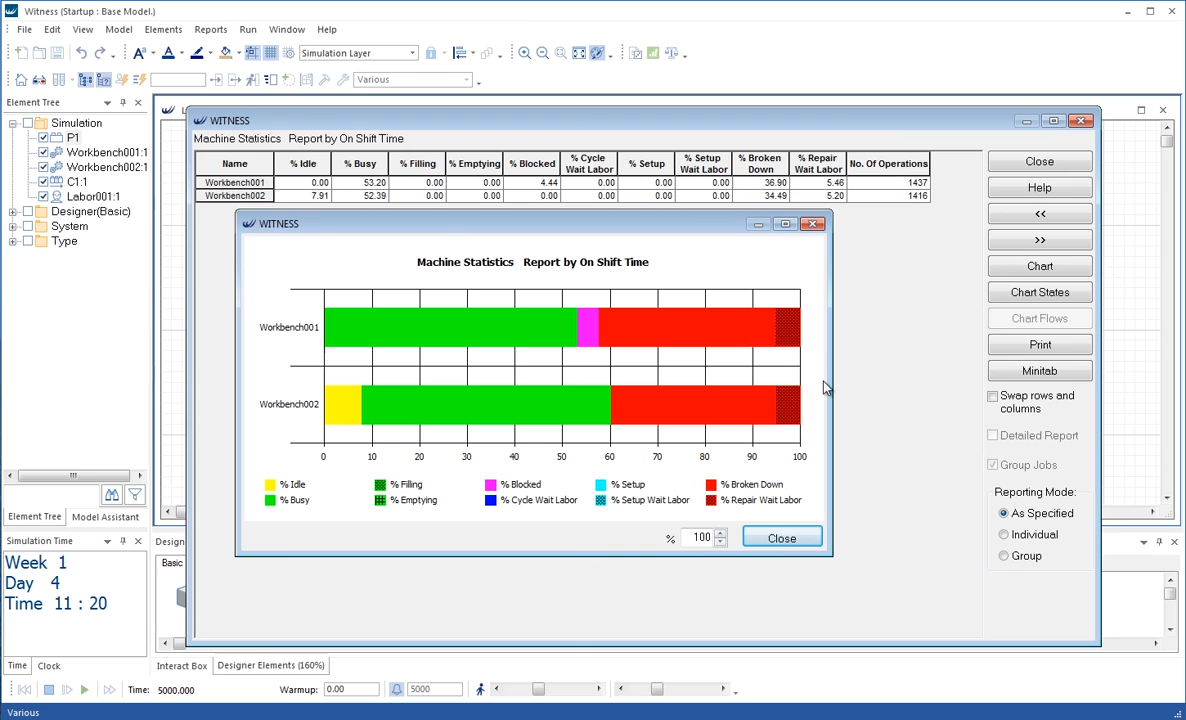 Witness (Startup : Base Model.)
File Edit View Model Elements Reports Run Window Help
Simulation Layer
Various
Element Tree
Simulation
P1
Workbench001:1
Workbench002:1
C1:1
Labor001:1
Designer(Basic)
System
Type
Element Tree Model Assistant
Simulation Time
Week 1
Day 4
Time 11 : 20
Time Clock
WITNESS
Machine Statistics Report by On Shift Time
Name % Idle % Busy % Filling % Emptying % Blocked % Cycle Wait Labor % Setup % Setup Wait Labor % Broken Down % Repair Wait Labor No. Of Operations
Workbench001 0.00 53.20 0.00 0.00 4.44 0.00 0.00 0.00 36.90 5.46 1437
Workbench002 7.91 52.39 0.00 0.00 0.00 0.00 0.00 0.00 34.49 5.20 1416
WITNESS
Machine Statistics Report by On Shift Time
Workbench001
Workbench002
0 10 20 30 40 50 60 70 80 90 100
% Idle % Filling % Blocked % Setup % Broken Down
% Busy % Emptying % Cycle Wait Labor % Setup Wait Labor % Repair Wait Labor
% 100 Close
Close
Help
<<
>>
Chart
Chart States
Chart Flows
Print
Minitab
Swap rows and
columns
Detailed Report
Group Jobs
Reporting Mode:
As Specified
Individual
Group
Basic
Interact Box Designer Elements (160%)
Time: 5000.000 Warmup: 0.00 5000
Various